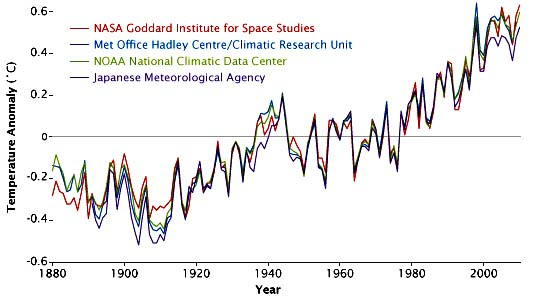 NASA Goddard Institute for Space Studies
Met Office Hadley Centre/Climatic Research Unit
NOAA National Climatic Data Center
Japanese Meteorological Agency
Temperature Anomaly (˚C)
0.6
0.4
0.2
0
-0.2
-0.4
-0.6
1880 1900 1920 1940 1960 1980 2000
Year